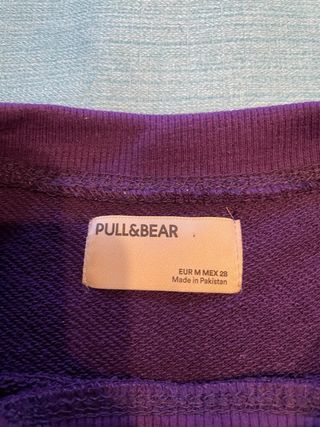 PULL&BEAR
EUR M MEX 28
Made in Pakistan